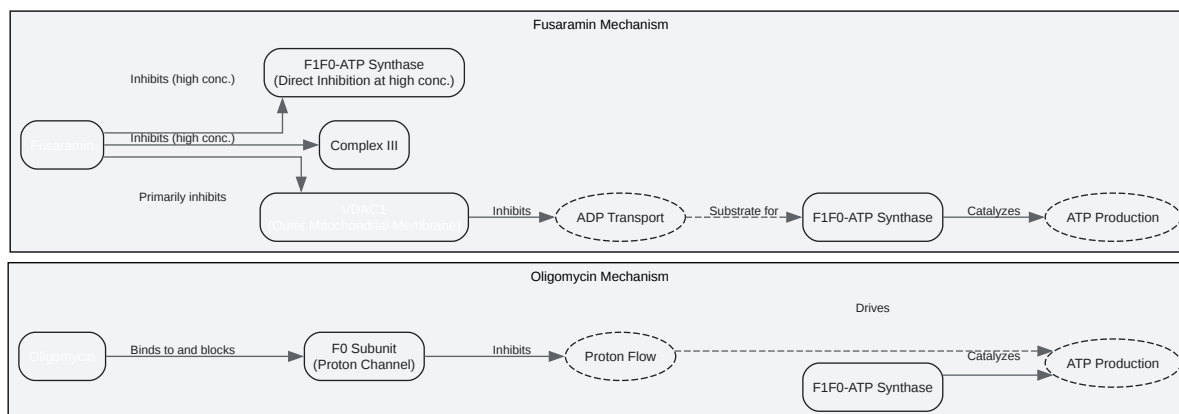 Fusaramin Mechanism
Inhibits (high conc.)
F1F0-ATP Synthase
(Direct Inhibition at high conc.)
Fusaramin
Inhibits (high conc.)
Complex III
Primarily inhibits
VDAC1
(Outer Mitochondrial Membrane)
Inhibits
ADP Transport
Substrate for
F1F0-ATP Synthase
Catalyzes
ATP Production
Oligomycin Mechanism
Drives
Oligomycin
Binds to and blocks
F0 Subunit
(Proton Channel)
Inhibits
Proton Flow
Catalyzes
ATP Production
F1F0-ATP Synthase